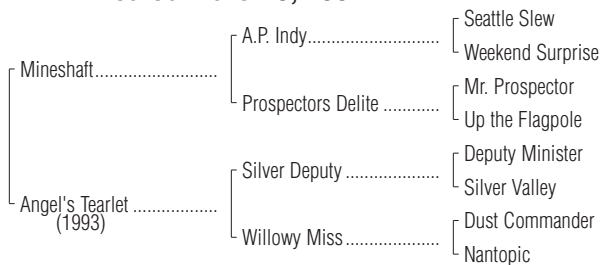 Seattle Slew
A.P. Indy........................................
Weekend Surprise
Mineshaft.....................................
Mr. Prospector
Prospectors Delite .................
Up the Flagpole
Deputy Minister
Silver Deputy ............................
Silver Valley
Angel's Tearlet .........................
(1993)
Dust Commander
Willowy Miss............................
Nantopic